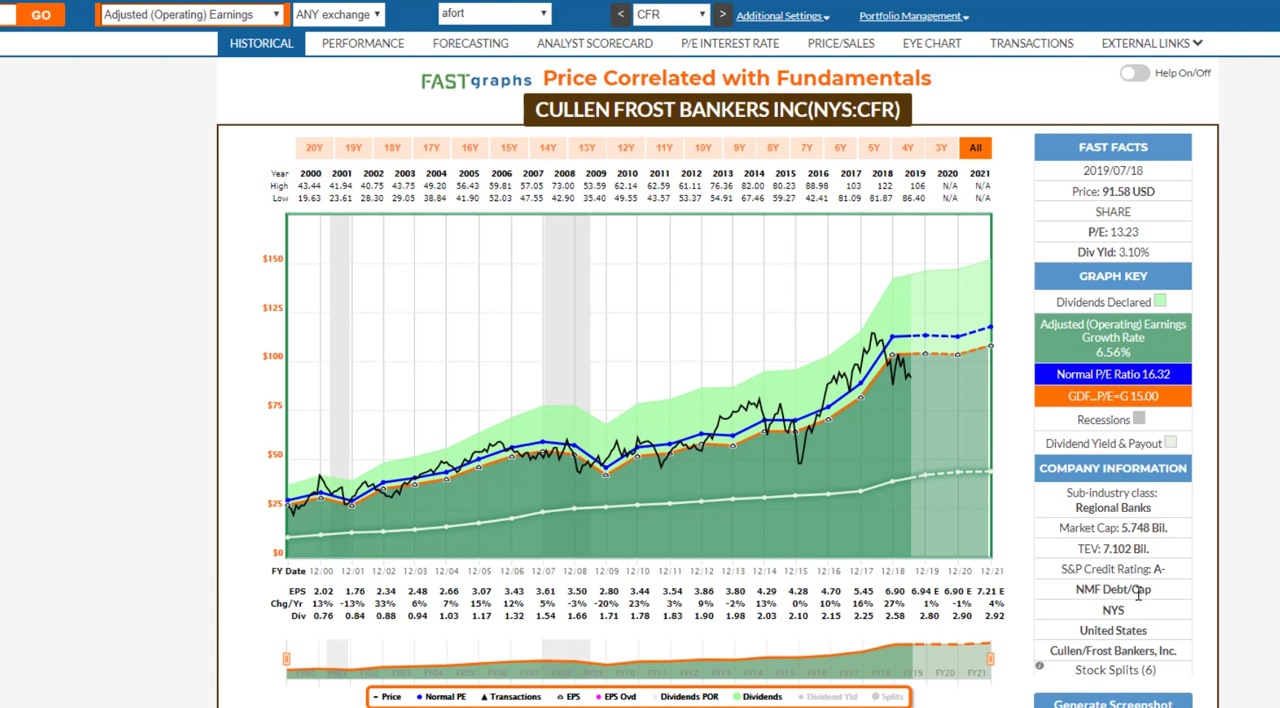 GO Adjusted (Operating) Earnings ANY exchange afort < CFR > Additional Settings Portfolio Management
HISTORICAL PERFORMANCE FORECASTING ANALYST SCORECARD P/E INTEREST RATE PRICE/SALES EYE CHART TRANSACTIONS EXTERNAL LINKS
FASTgraphs Price Correlated with Fundamentals
Help On/Off
CULLEN FROST BANKERS INC(NYS:CFR)
20Y 19Y 18Y 17Y 16Y 15Y 14Y 13Y 12Y 11Y 10Y 9Y 8Y 7Y 6Y 5Y 4Y 3Y All
Year 2000 2001 2002 2003 2004 2005 2006 2007 2008 2009 2010 2011 2012 2013 2014 2015 2016 2017 2018 2019 2020 2021
High 43.44 41.94 40.75 43.75 49.20 56.43 59.81 57.05 73.00 53.59 62.14 62.59 61.11 76.36 82.00 80.23 88.98 103 122 106 N/A N/A
Low 19.63 23.61 28.30 29.05 38.84 41.90 52.03 47.55 42.90 35.40 49.55 43.57 53.37 54.91 67.46 59.27 42.41 81.09 81.87 86.40 N/A N/A
$150
$125
$100
$75
$50
$25
$0
FY Date 12/00 12/01 12/02 12/03 12/04 12/05 12/06 12/07 12/08 12/09 12/10 12/11 12/12 12/13 12/14 12/15 12/16 12/17 12/18 12/19 12/20 12/21
EPS 2.02 1.76 2.34 2.48 2.66 3.07 3.43 3.61 3.50 2.80 3.44 3.54 3.86 3.80 4.29 4.28 4.70 5.45 6.90 6.94 E 6.90 E 7.21 E
Chg/Yr 13% -13% 33% 6% 7% 15% 12% 5% -3% -20% 23% 3% 9% -2% 13% 0% 10% 16% 27% 1% -1% 4%
Div 0.76 0.84 0.88 0.94 1.03 1.17 1.32 1.54 1.66 1.71 1.78 1.83 1.90 1.98 2.03 2.10 2.15 2.25 2.58 2.80 2.90 2.92
FY00 FY01 FY02 FY03 FY04 FY05 FY06 FY07 FY08 FY09 FY10 FY11 FY12 FY13 FY14 FY15 FY16 FY17 FY18 FY19 FY20 FY21
Price Normal PE Transactions EPS EPS Ovd Dividends POR Dividends Dividend Yld Splits
FAST FACTS
2019/07/18
Price: 91.58 USD
SHARE
P/E: 13.23
Div Yld: 3.10%
GRAPH KEY
Dividends Declared
Adjusted (Operating) Earnings
Growth Rate
6.56%
Normal P/E Ratio 16.32
GDF...P/E=G 15.00
Recessions
Dividend Yield & Payout
COMPANY INFORMATION
Sub-industry class:
Regional Banks
Market Cap: 5.748 Bil.
TEV: 7.102 Bil.
S&P Credit Rating: A-
NMF Debt/Cap
NYS
United States
Cullen/Frost Bankers, Inc.
Stock Splits (6)
Generate Screenshot